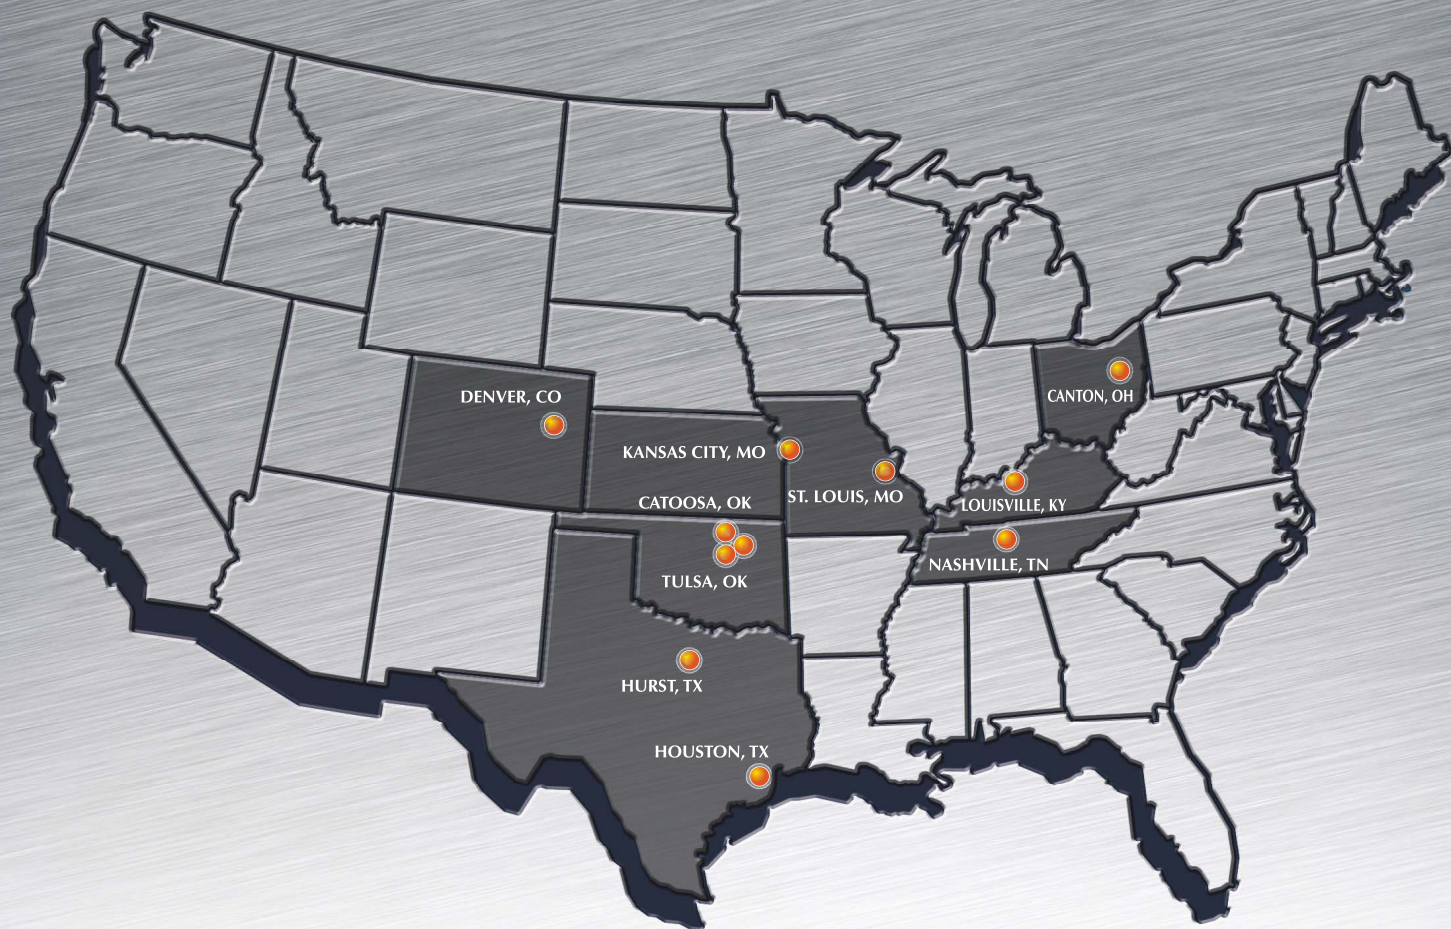 DENVER, CO
CANTON, OH
KANSAS CITY, MO
ST. LOUIS, MO
CATOOSA, OK
LOUISVILLE, KY
NASHVILLE, TN
TULSA, OK
HURST, TX
HOUSTON, TX